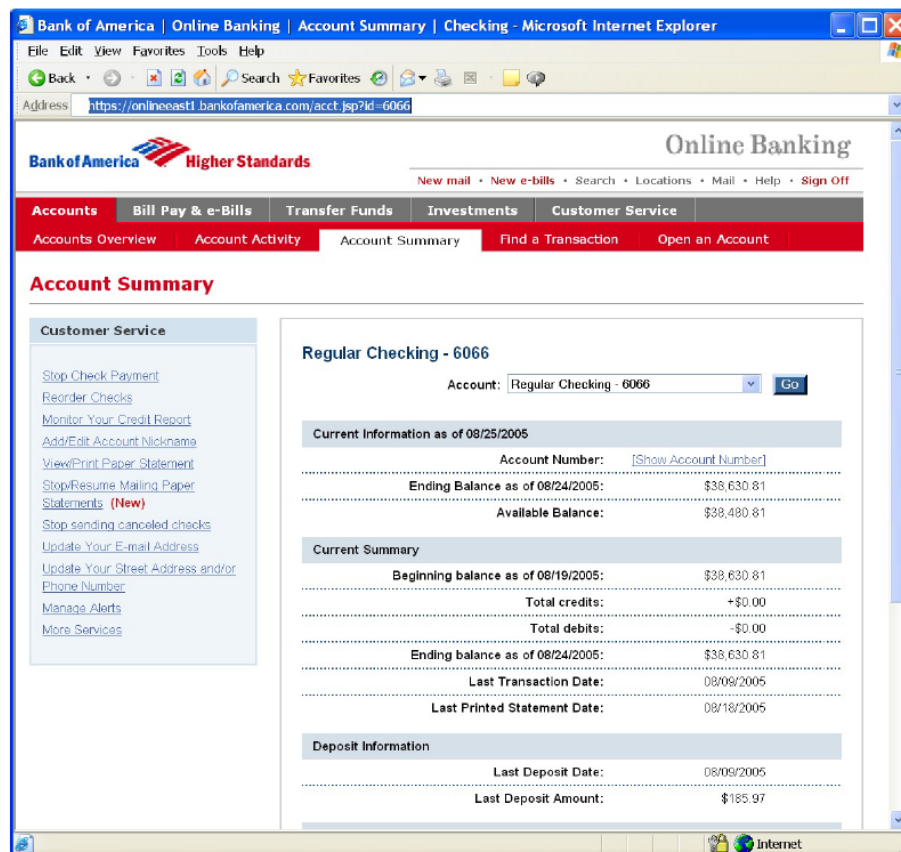 Bank of America | Online Banking | Account Summary | Checking - Microsoft Internet Explorer
File Edit View Favorites Tools Help
Back Search Favorites
Address https://onlineeast1.bankofamerica.com/acct.jsp?id=6066
Bank of America Higher Standards
Online Banking
New mail · New e-bills · Search · Locations · Mail · Help · Sign Off
Accounts Bill Pay & e-Bills Transfer Funds Investments Customer Service
Accounts Overview Account Activity Account Summary Find a Transaction Open an Account
Account Summary
Customer Service
Stop Check Payment
Reorder Checks
Monitor Your Credit Report
Add/Edit Account Nickname
View/Print Paper Statement
Stop/Resume Mailing Paper
Statements (New)
Stop sending canceled checks
Update Your E-mail Address
Update Your Street Address and/or
Phone Number
Manage Alerts
More Services
Regular Checking - 6066
Account: Regular Checking - 6066 Go
Current Information as of 08/25/2005
Account Number: [Show Account Number]
Ending Balance as of 08/24/2005: $38,630.81
Available Balance: $38,480.81
Current Summary
Beginning balance as of 08/19/2005: $38,630.81
Total credits: +$0.00
Total debits: -$0.00
Ending balance as of 08/24/2005: $38,630.81
Last Transaction Date: 08/09/2005
Last Printed Statement Date: 08/18/2005
Deposit Information
Last Deposit Date: 08/09/2005
Last Deposit Amount: $185.97
Internet